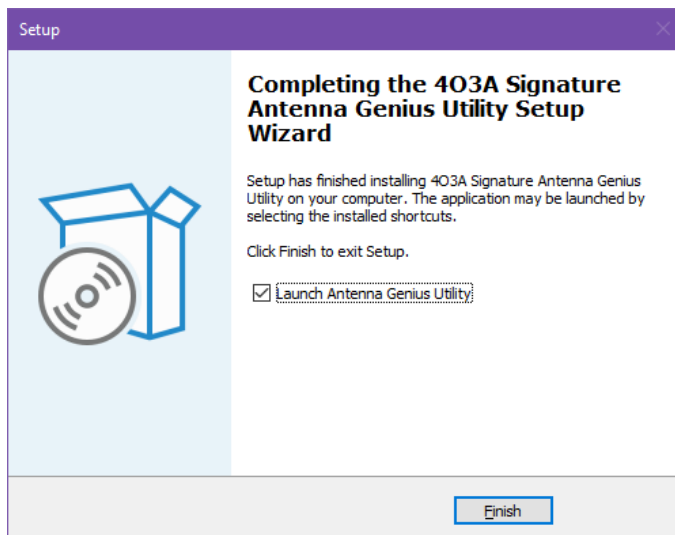 Setup
Completing the 4O3A Signature
Antenna Genius Utility Setup
Wizard
Setup has finished installing 4O3A Signature Antenna Genius
Utility on your computer. The application may be launched by
selecting the installed shortcuts.
Click Finish to exit Setup.
Launch Antenna Genius Utility
Finish